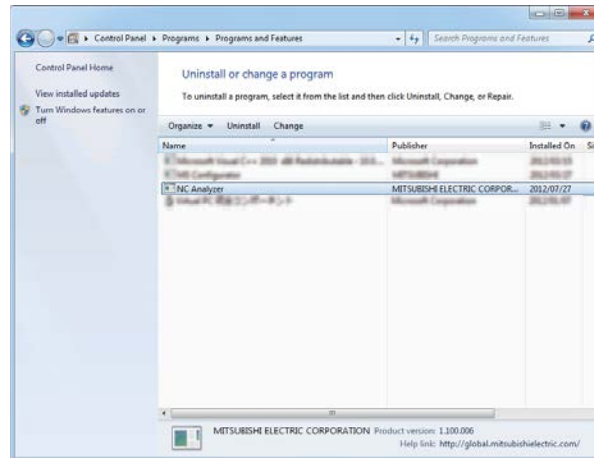 Control Panel Programs Programs and Features Search Programs and Features
Control Panel Home
View installed updates
Turn Windows features on or off
Uninstall or change a program
To uninstall a program, select it from the list and then click Uninstall, Change, or Repair.
Organize Uninstall Change
Name Publisher Installed On
NC Analyzer MITSUBISHI ELECTRIC CORPOR... 2012/07/27
MITSUBISHI ELECTRIC CORPORATION Product version: 1.100.006
Help link: http://global.mitsubishielectric.com/